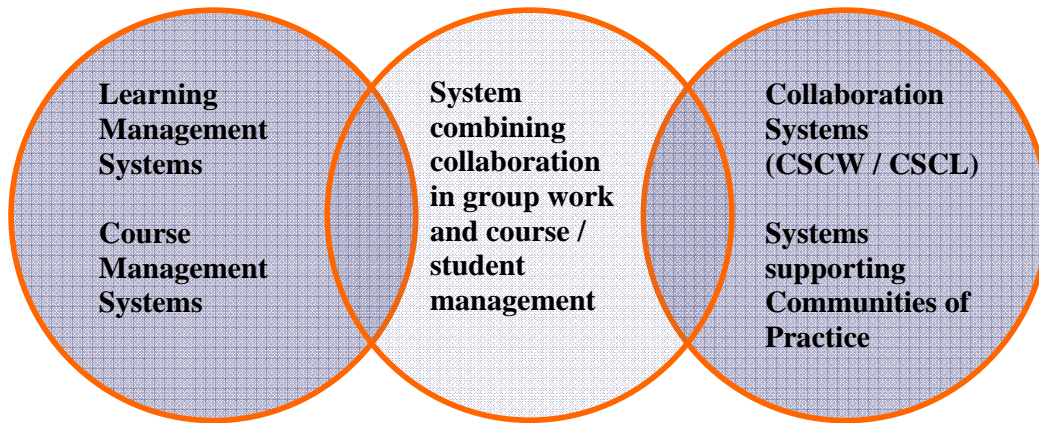 Learning
Management
Systems
Course
Management
Systems
System
combining
collaboration
in group work
and course /
student
management
Collaboration
Systems
(CSCW / CSCL)
Systems
supporting
Communities of
Practice